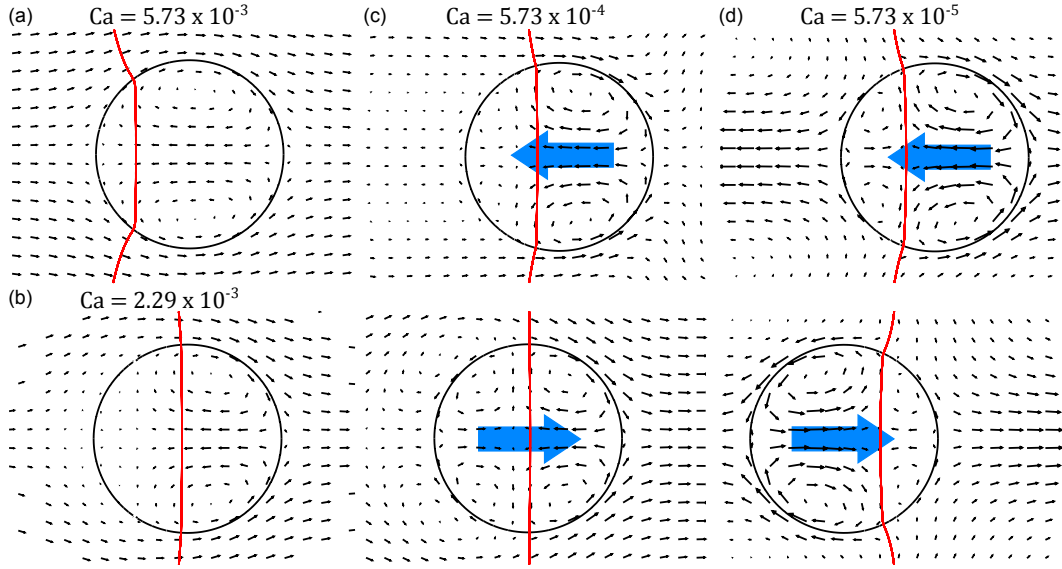 (a) Ca = 5.73 x 10⁻³
(c) Ca = 5.73 x 10⁻⁴
(d) Ca = 5.73 x 10⁻⁵
(b) Ca = 2.29 x 10⁻³